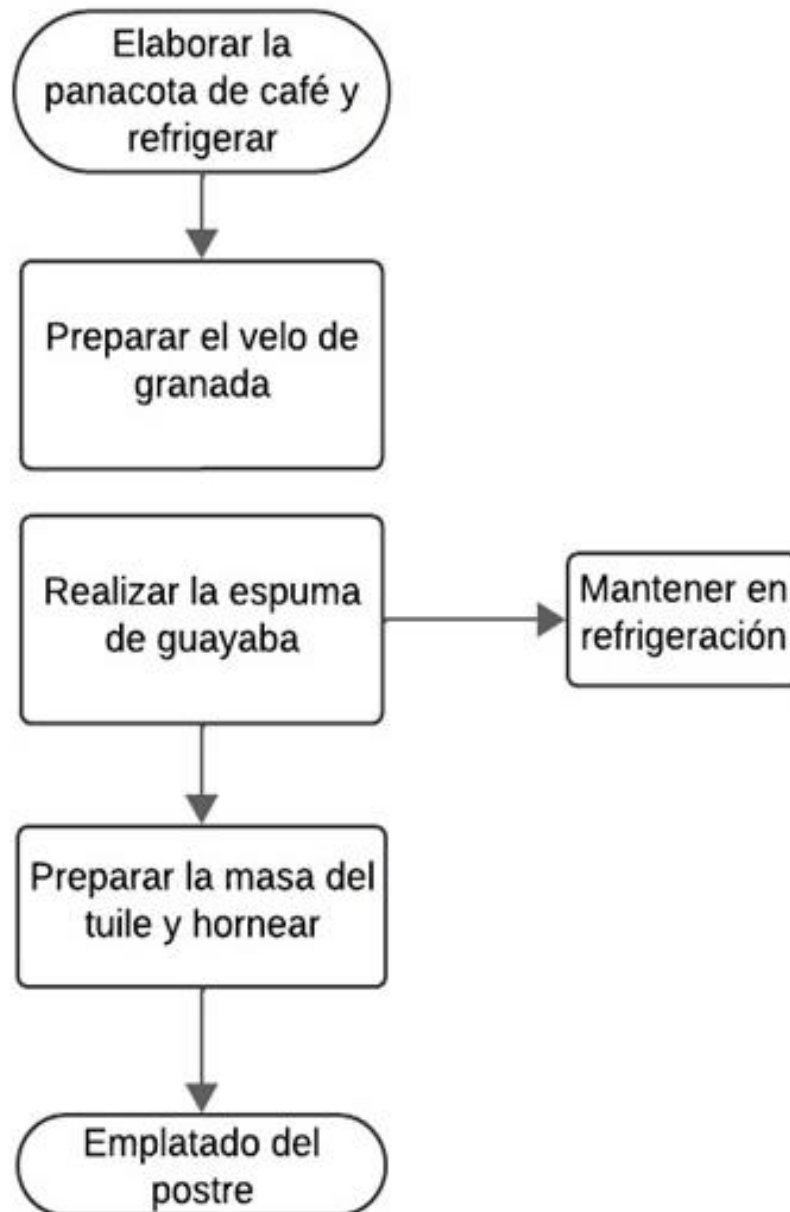 Elaborar la
panacota de café y
refrigerar
Preparar el velo de
granada
Realizar la espuma
de guayaba
Mantener en
refrigeración
Preparar la masa del
tuile y hornear
Emplatado del
postre